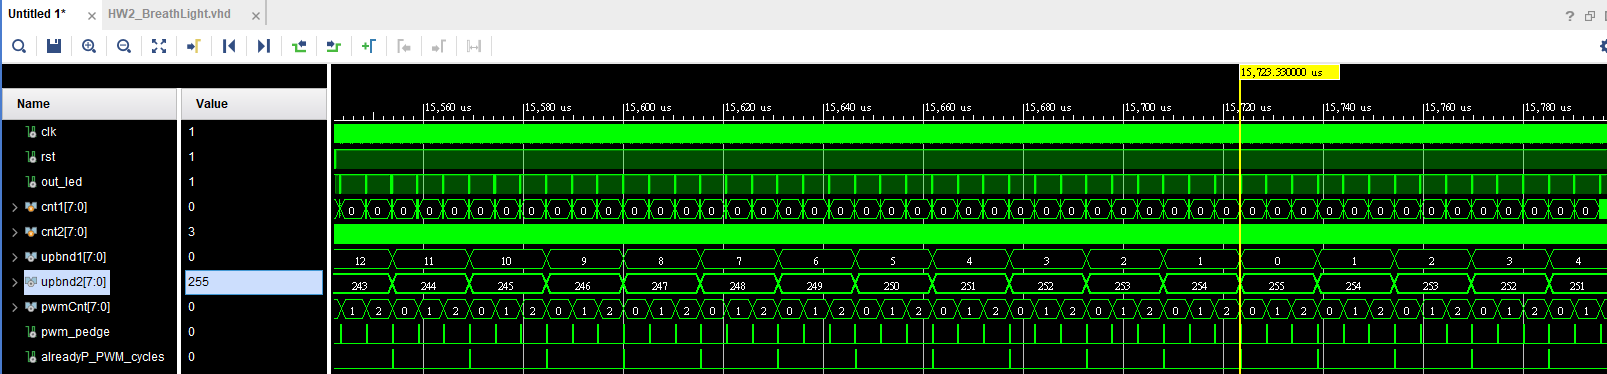 Untitled 1* × HW2_BreathLight.vhd ×
?
15,723.330000 us
Name Value
15,560 us 15,580 us 15,600 us 15,620 us 15,640 us 15,660 us 15,680 us 15,700 us 15,720 us 15,740 us 15,760 us 15,780 us
clk 1
rst 1
out_led 1
cnt1[7:0] 0 0 0 0 0 0 0 0 0 0 0 0 0 0 0 0 0 0 0 0 0 0 0 0 0 0 0 0 0 0 0 0 0 0 0 0 0 0 0 0 0 0 0 0 0 0 0 0 0 0
cnt2[7:0] 3
upbnd1[7:0] 0 12 11 10 9 8 7 6 5 4 3 2 1 0 1 2 3 4
upbnd2[7:0] 255 243 244 245 246 247 248 249 250 251 252 253 254 255 254 253 252 251
pwmCnt[7:0] 0 1 2 0 1 2 0 1 2 0 1 2 0 1 2 0 1 2 0 1 2 0 1 2 0 1 2 0 1 2 0 1 2 0 1 2 0 1 2 0 1 2 0 1 2 0 1 2 0 1
pwm_pedge 0
alreadyP_PWM_cycles 0